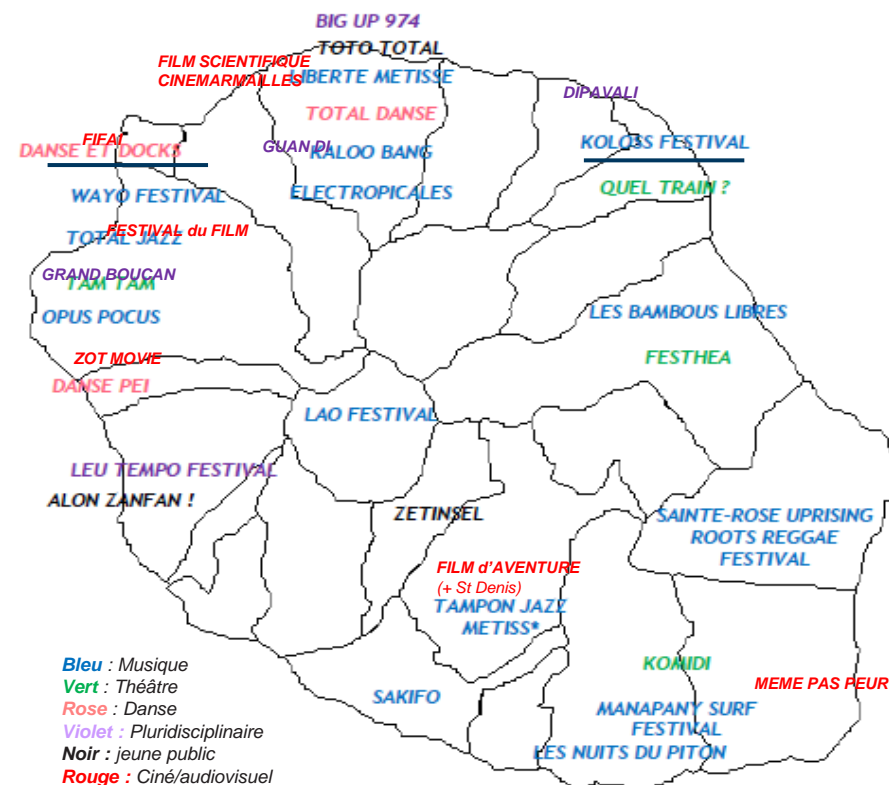 BIG UP 974
TOTO TOTAL
FILM SCIENTIFIQUE
CINEMARMAILLES
LIBERTE METISSE
DIPAVALI
TOTAL DANSE
FIFAT
DANSE ET DOCKS
GUAN DI
KALOO BANG
KOLOSS FESTIVAL
WAYO FESTIVAL
ELECTROPICALES
QUEL TRAIN ?
FESTIVAL du FILM
TOTAL JAZZ
GRAND BOUCAN
TAM TAM
OPUS POCUS
LES BAMBOUS LIBRES
ZOT MOVIE
FESTHEA
DANSE PEI
LAO FESTIVAL
LEU TEMPO FESTIVAL
ALON ZANFAN !
ZETINSEL
SAINTE-ROSE UPRISING
ROOTS REGGAE
FESTIVAL
FILM d'AVENTURE
(+ St Denis)
TAMPON JAZZ
METISS*
KOMIDI
MEME PAS PEUR
SAKIFO
MANAPANY SURF
FESTIVAL
LES NUITS DU PITON
Bleu : Musique
Vert : Théâtre
Rose : Danse
Violet : Pluridisciplinaire
Noir : jeune public
Rouge : Ciné/audiovisuel